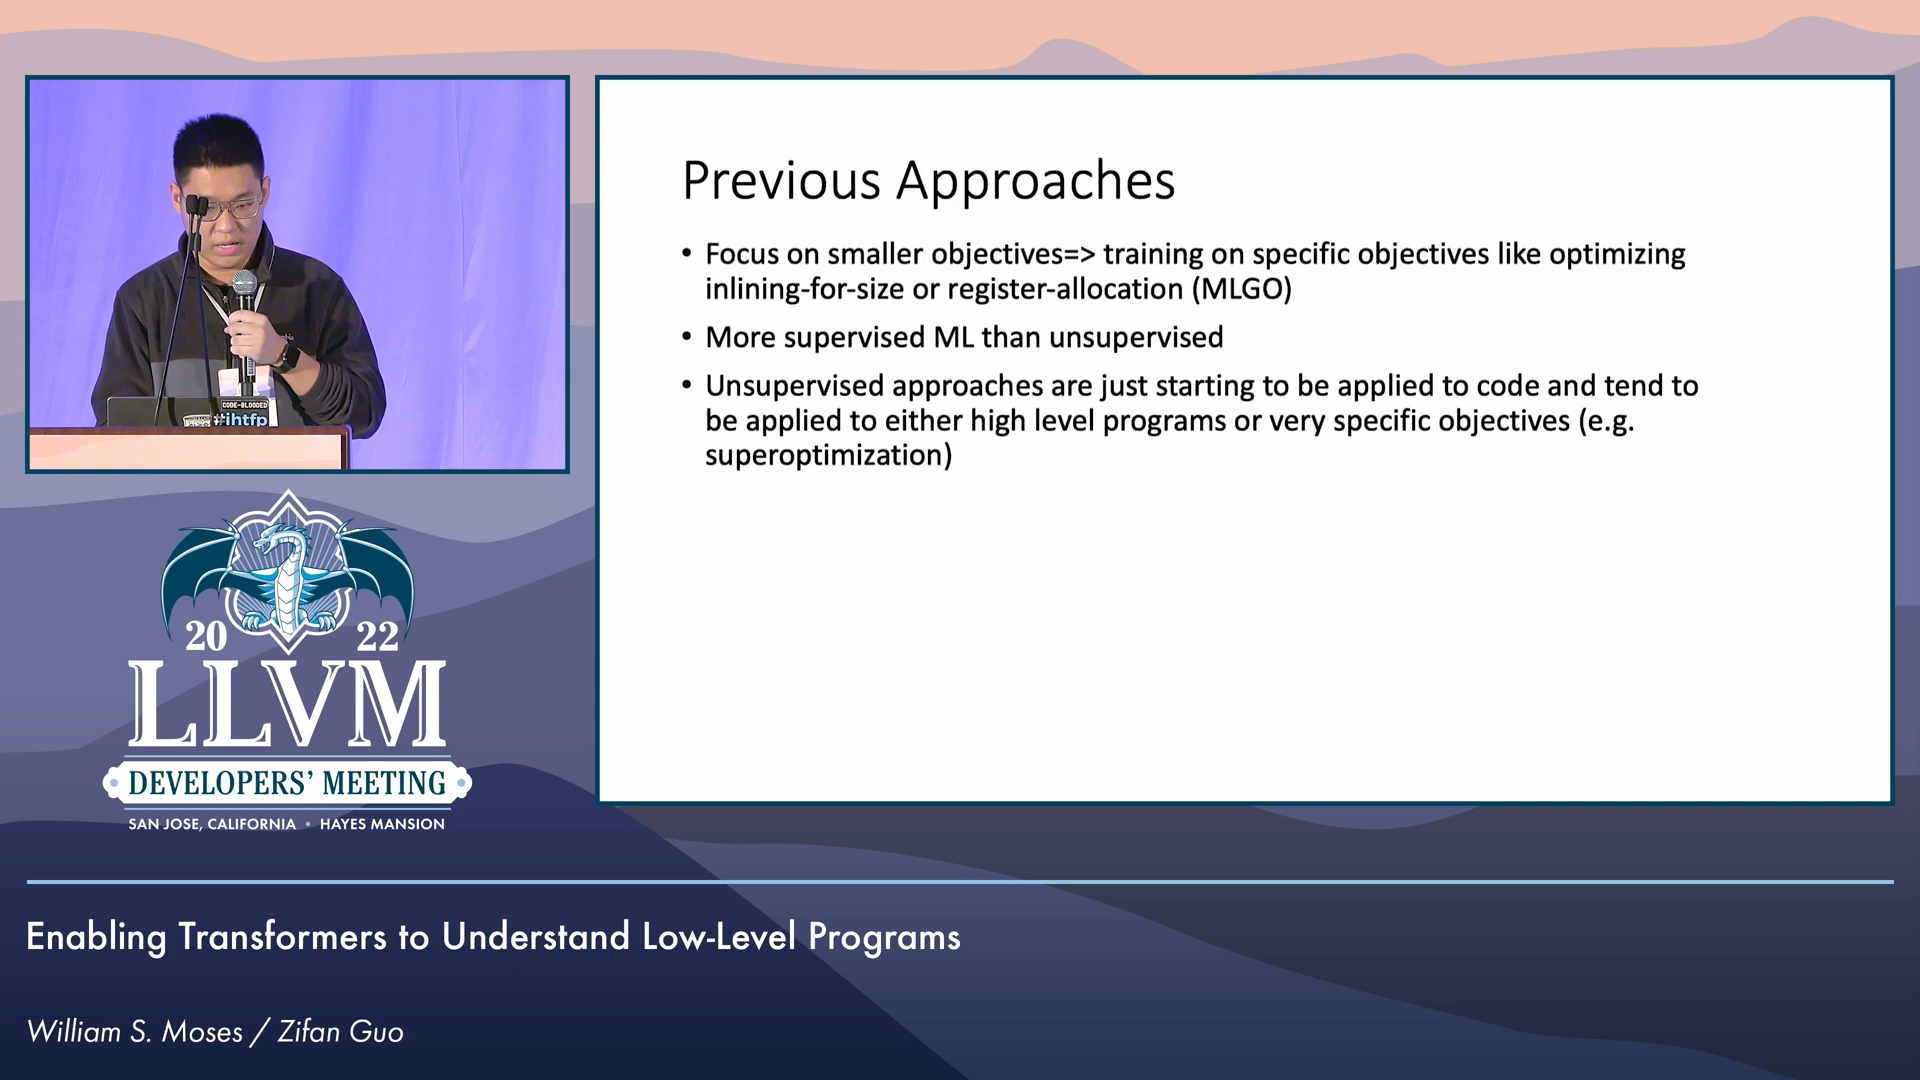 Previous Approaches
• Focus on smaller objectives=> training on specific objectives like optimizing
inlining-for-size or register-allocation (MLGO)
• More supervised ML than unsupervised
• Unsupervised approaches are just starting to be applied to code and tend to
be applied to either high level programs or very specific objectives (e.g.
superoptimization)
CODE-BLOODED
#ihtfp
20 22
LLVM
DEVELOPERS' MEETING
SAN JOSE, CALIFORNIA • HAYES MANSION
Enabling Transformers to Understand Low-Level Programs
William S. Moses / Zifan Guo